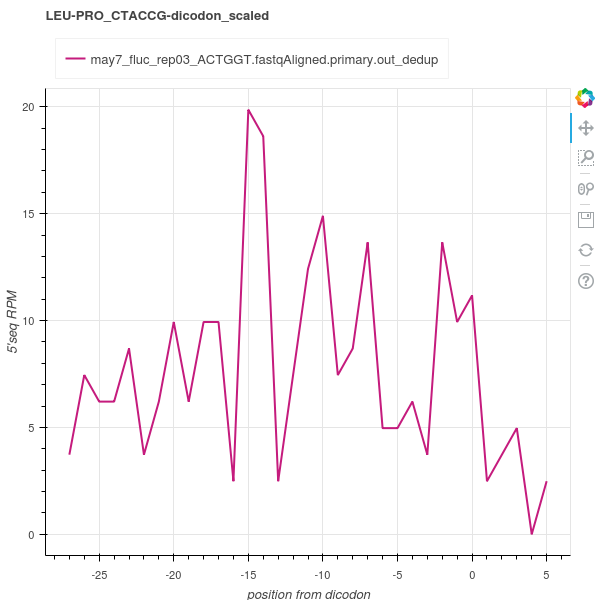 LEU-PRO_CTACCG-dicodon_scaled
may7_fluc_rep03_ACTGGT.fastqAligned.primary.out_dedup
20
15
10
5
0
5'seq RPM
-25 -20 -15 -10 -5 0 5
position from dicodon